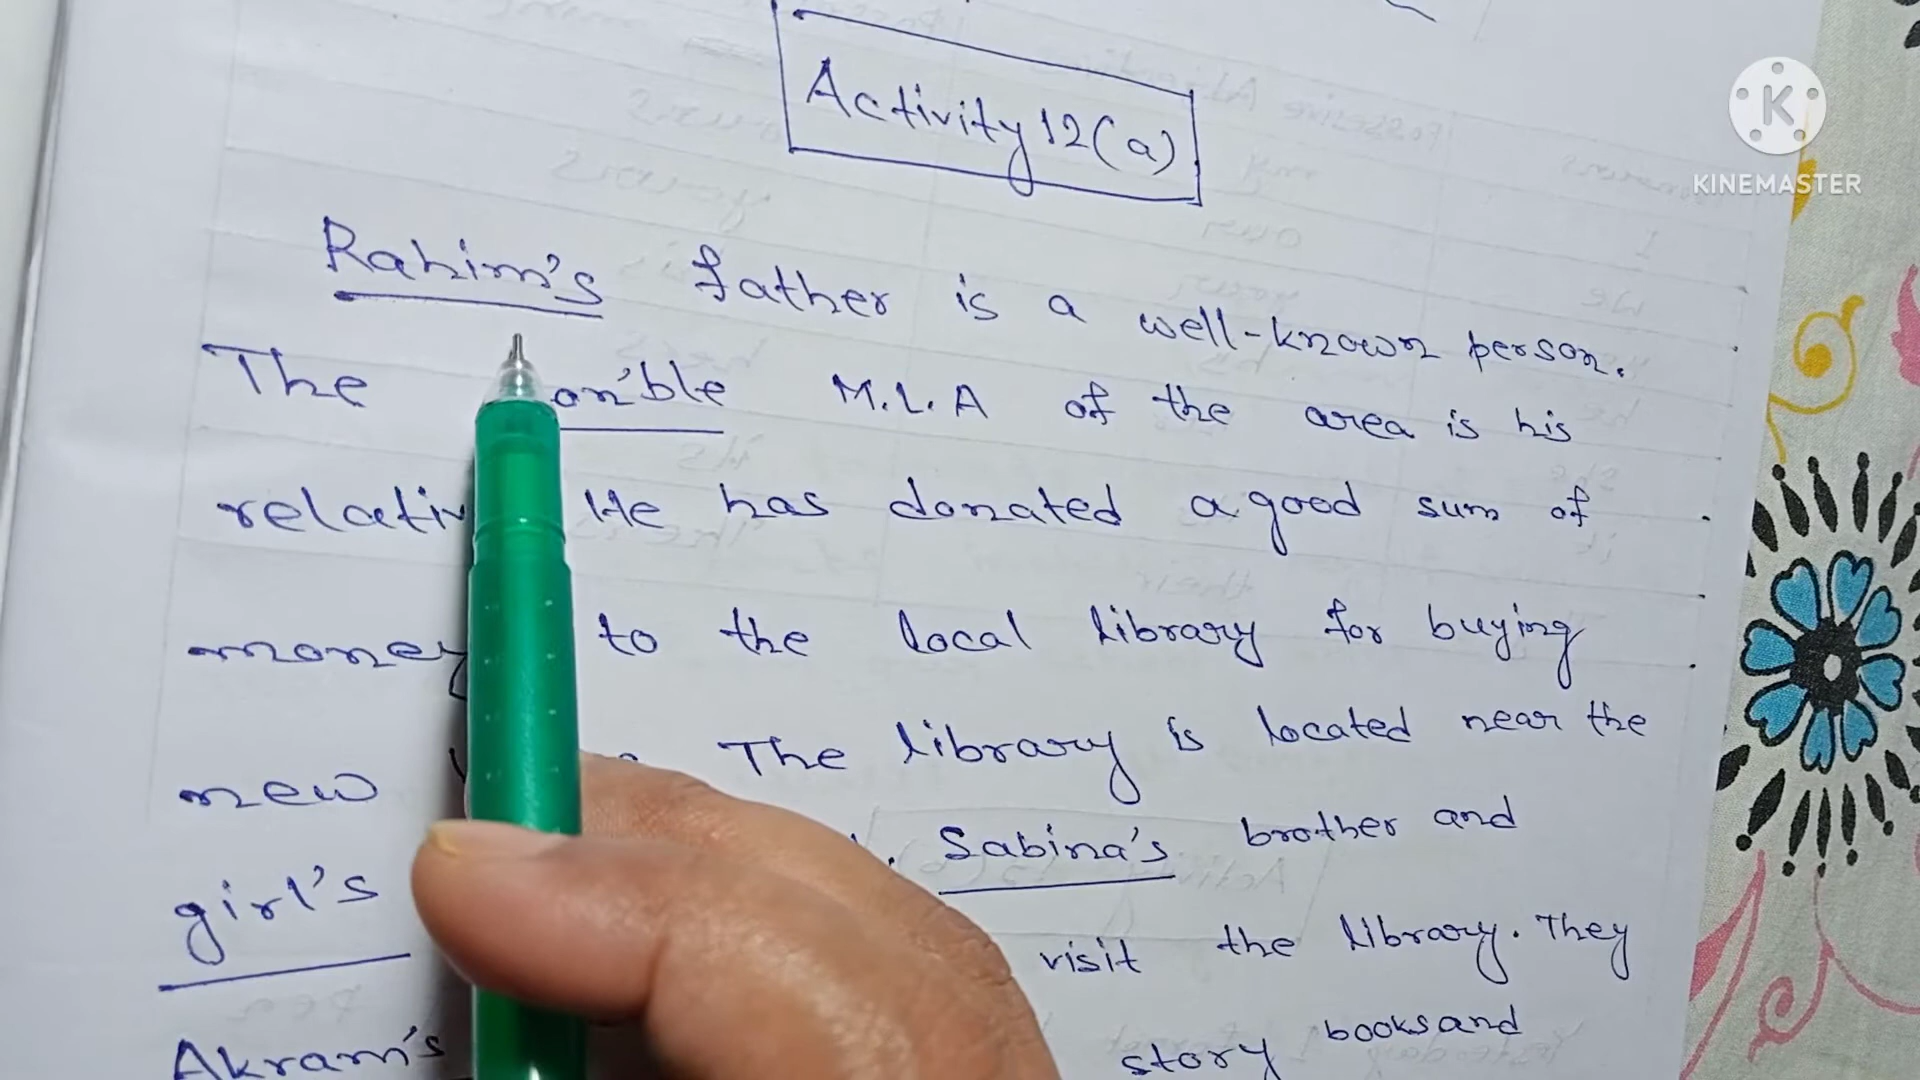 Activity 12(a)
KINEMASTER
Rahim's father is a well-known person.
The on'ble M.L.A of the area is his
relativ He has donated a good sum of
money to the local library for buying
new The library is located near the
girl's Sabina's brother and
visit the library. They
Akram's story books and